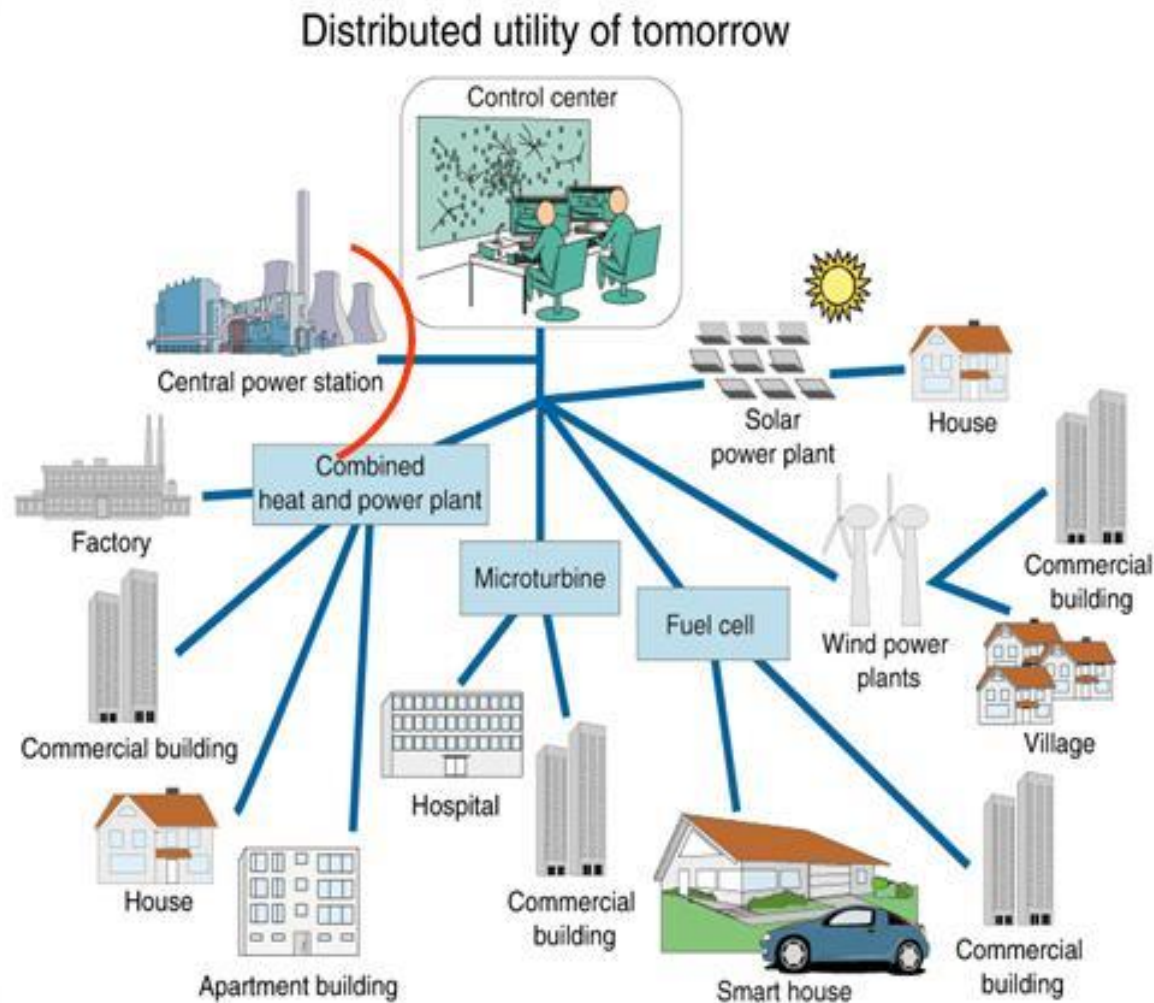 Distributed utility of tomorrow
Control center
Central power station
Solar
power plant
House
Combined
heat and power plant
Factory
Commercial
building
Microturbine
Fuel cell
Wind power
plants
Village
Commercial building
Hospital
House
Commercial
building
Apartment building
Smart house
Commercial
building